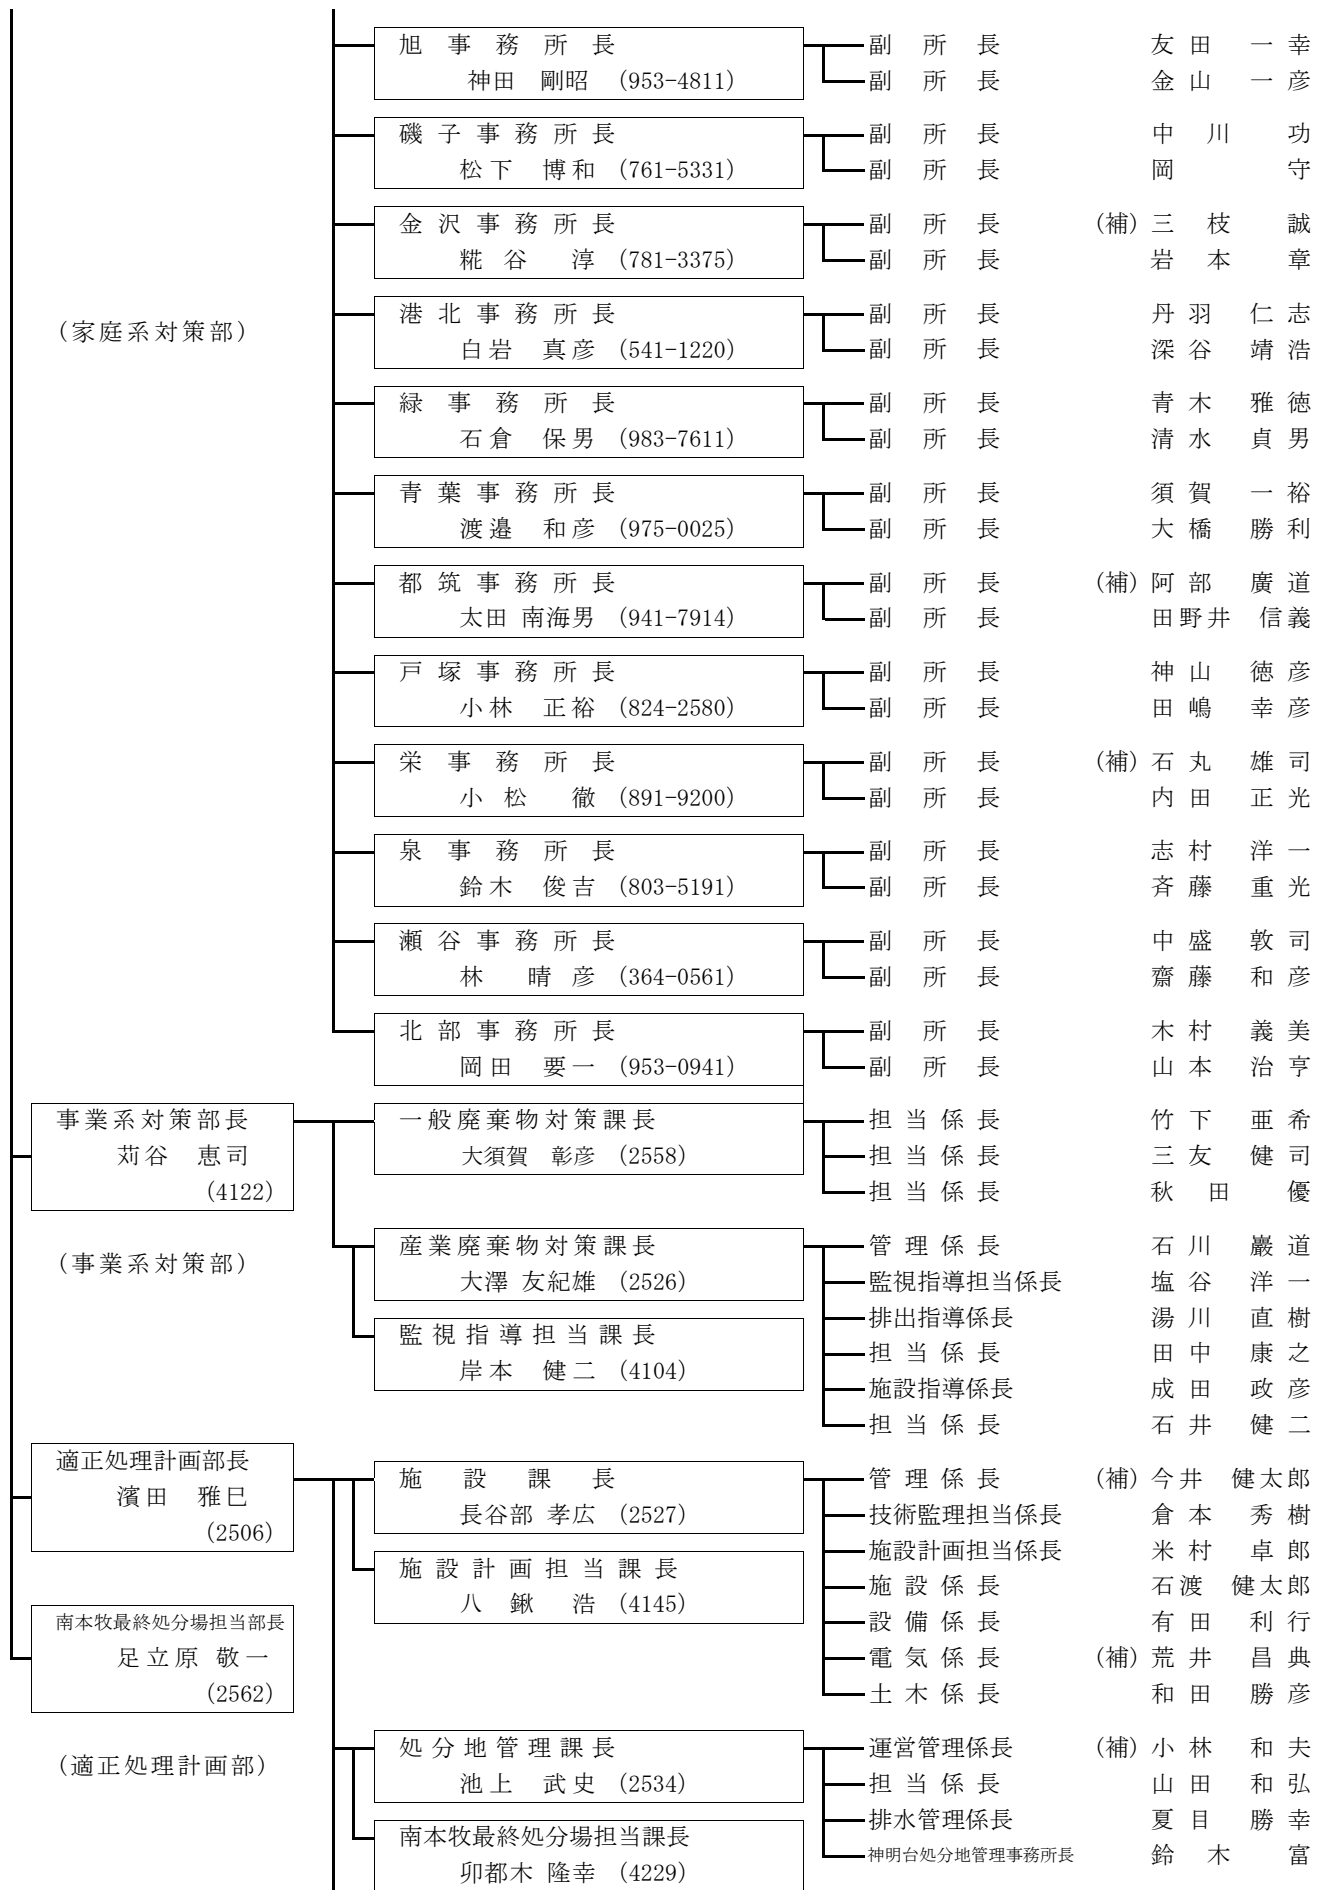 旭事務所長
神田 剛昭 (953-4811)
副所長 友田 一幸
副所長 金山 一彦
磯子事務所長
松下 博和 (761-5331)
副所長 中川 功
副所長 岡 守
金沢事務所長
糀谷 淳 (781-3375)
副所長 (補) 三枝 誠
副所長 岩本 章
(家庭系対策部)
港北事務所長
白岩 真彦 (541-1220)
副所長 丹羽 仁志
副所長 深谷 靖浩
緑事務所長
石倉 保男 (983-7611)
副所長 青木 雅徳
副所長 清水 貞男
青葉事務所長
渡邉 和彦 (975-0025)
副所長 須賀 一裕
副所長 大橋 勝利
都筑事務所長
太田 南海男 (941-7914)
副所長 (補) 阿部 廣道
副所長 田野井 信義
戸塚事務所長
小林 正裕 (824-2580)
副所長 神山 徳彦
副所長 田嶋 幸彦
栄事務所長
小松 徹 (891-9200)
副所長 (補) 石丸 雄司
副所長 内田 正光
泉事務所長
鈴木 俊吉 (803-5191)
副所長 志村 洋一
副所長 斉藤 重光
瀬谷事務所長
林 晴彦 (364-0561)
副所長 中盛 敦司
副所長 齋藤 和彦
北部事務所長
岡田 要一 (953-0941)
副所長 木村 義美
副所長 山本 治亨
事業系対策部長
苅谷 恵司
(4122)
(事業系対策部)
一般廃棄物対策課長
大須賀 彰彦 (2558)
担当係長 竹下 亜希
担当係長 三友 健司
担当係長 秋田 優
産業廃棄物対策課長
大澤 友紀雄 (2526)
監視指導担当課長
岸本 健二 (4104)
管理係長 石川 巖道
監視指導担当係長 塩谷 洋一
排出指導係長 湯川 直樹
担当係長 田中 康之
施設指導係長 成田 政彦
担当係長 石井 健二
適正処理計画部長
濱田 雅巳
(2506)
南本牧最終処分場担当部長
足立原 敬一
(2562)
(適正処理計画部)
施設課長
長谷部 孝広 (2527)
施設計画担当課長
八鍬 浩 (4145)
管理係長 (補) 今井 健太郎
技術監理担当係長 倉本 秀樹
施設計画担当係長 米村 卓郎
施設係長 石渡 健太郎
設備係長 有田 利行
電気係長 (補) 荒井 昌典
土木係長 和田 勝彦
処分地管理課長
池上 武史 (2534)
南本牧最終処分場担当課長
卯都木 隆幸 (4229)
運営管理係長 (補) 小林 和夫
担当係長 山田 和弘
排水管理係長 夏目 勝幸
神明台処分地管理事務所長 鈴木 富